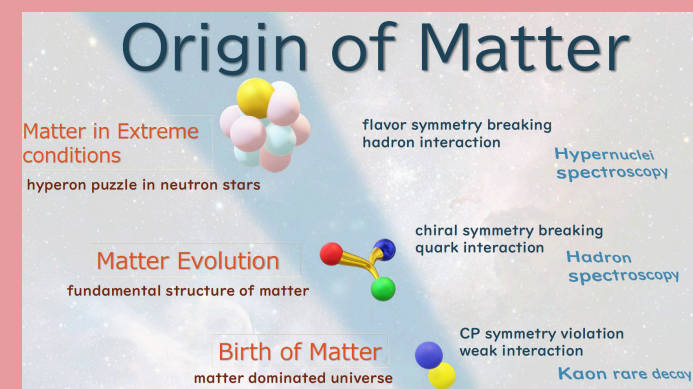 Origin of Matter
Matter in Extreme
conditions
hyperon puzzle in neutron stars
flavor symmetry breaking
hadron interaction
Hypernuclei
spectroscopy
Matter Evolution
fundamental structure of matter
chiral symmetry breaking
quark interaction
Hadron
spectroscopy
Birth of Matter
matter dominated universe
CP symmetry violation
weak interaction
Kaon rare decay